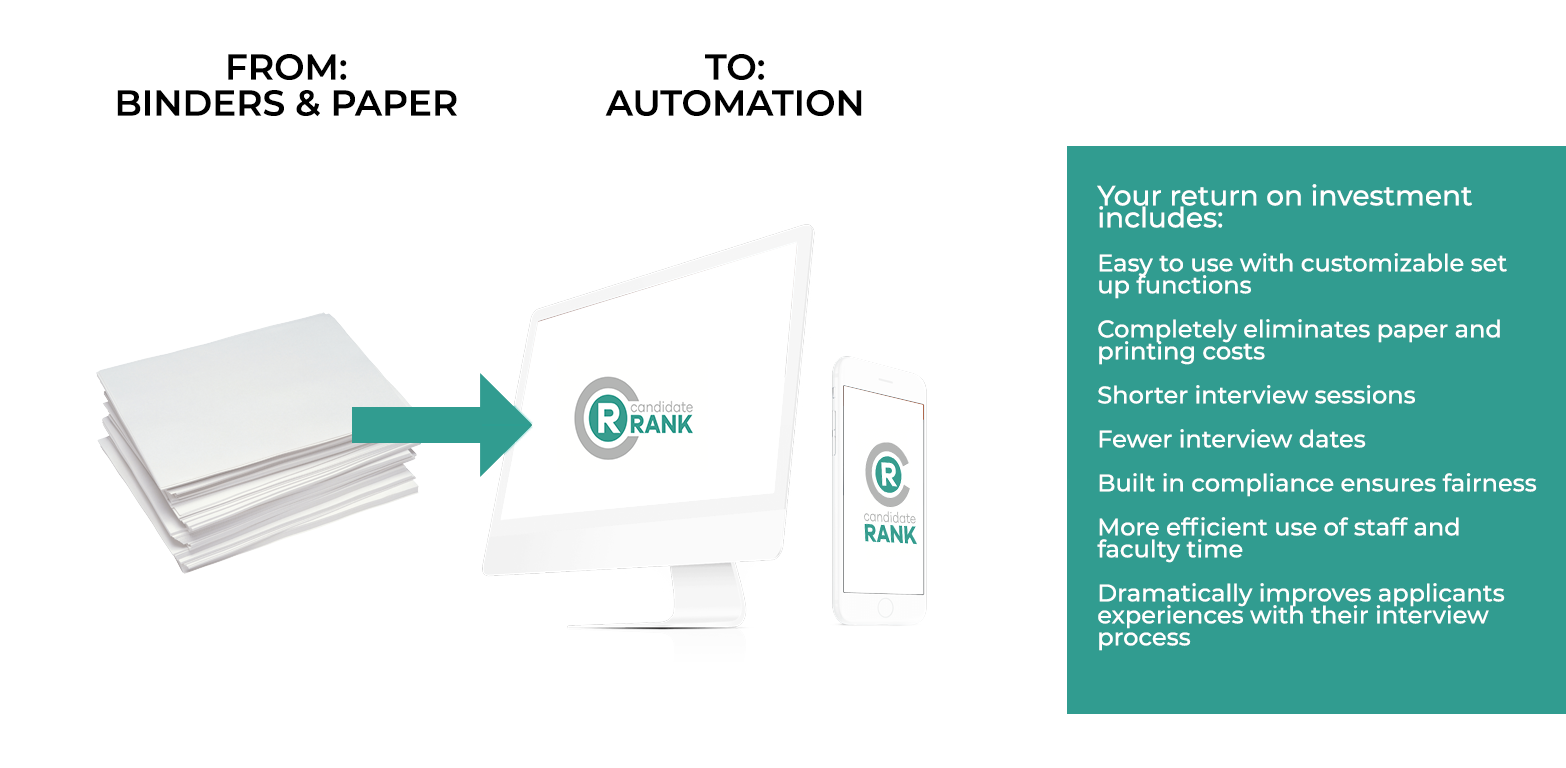 FROM:
BINDERS & PAPER
TO:
AUTOMATION
R
candidate
RANK
R
candidate
RANK
Your return on investment
includes:
Easy to use with customizable set
up functions
Completely eliminates paper and
printing costs
Shorter interview sessions
Fewer interview dates
Built in compliance ensures fairness
More efficient use of staff and
faculty time
Dramatically improves applicants
experiences with their interview
process